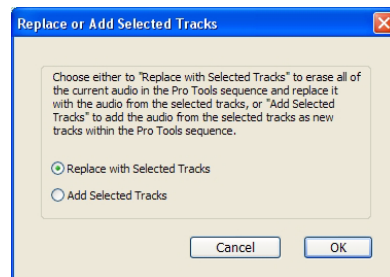 Replace or Add Selected Tracks
Choose either to "Replace with Selected Tracks" to erase all of
the current audio in the Pro Tools sequence and replace it
with the audio from the selected tracks, or "Add Selected
Tracks" to add the audio from the selected tracks as new
tracks within the Pro Tools sequence.
Replace with Selected Tracks
Add Selected Tracks
Cancel
OK